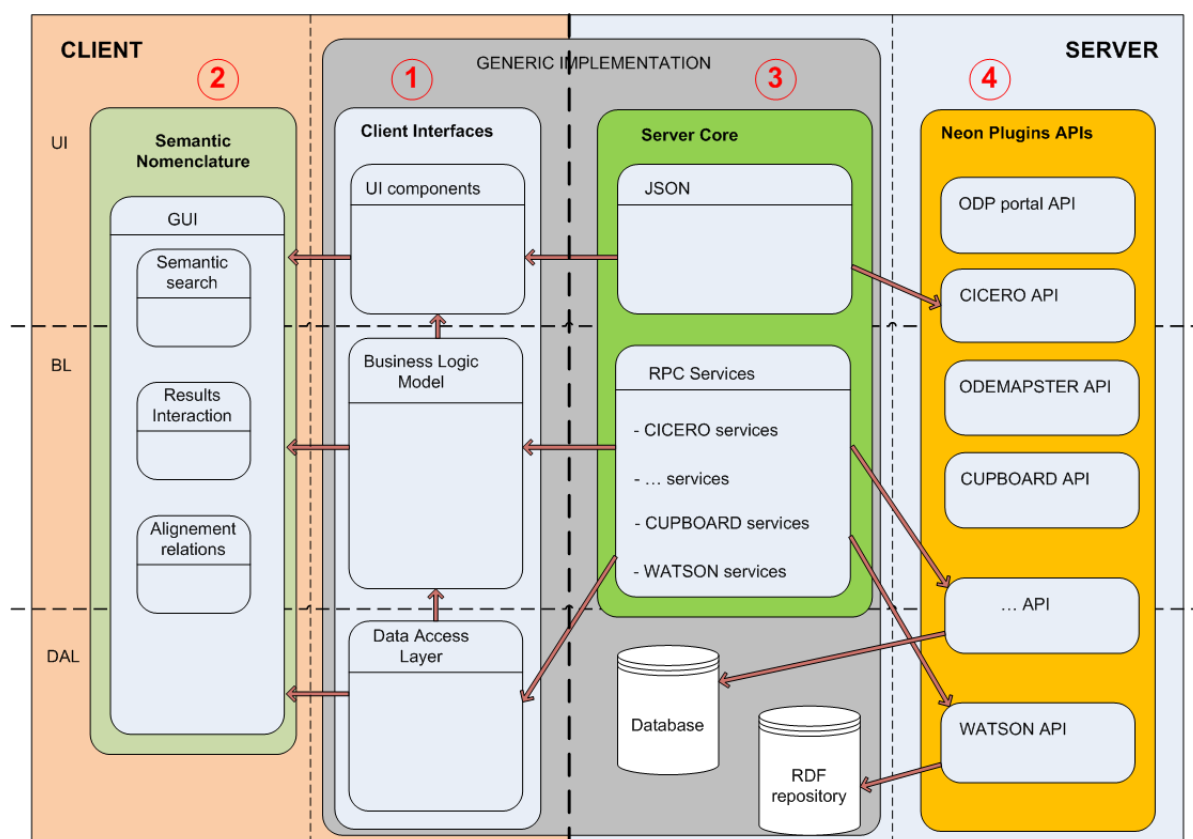 CLIENT
SERVER
GENERIC IMPLEMENTATION
2
1
3
4
UI
BL
DAL
Semantic
Nomenclature
GUI
Semantic
search
Results
Interaction
Alignement
relations
Client Interfaces
UI components
Business Logic
Model
Data Access
Layer
Server Core
JSON
RPC Services
- CICERO services
- ... services
- CUPBOARD services
- WATSON services
Database
RDF
repository
Neon Plugins APIs
ODP portal API
CICERO API
ODEMAPSTER API
CUPBOARD API
... API
WATSON API